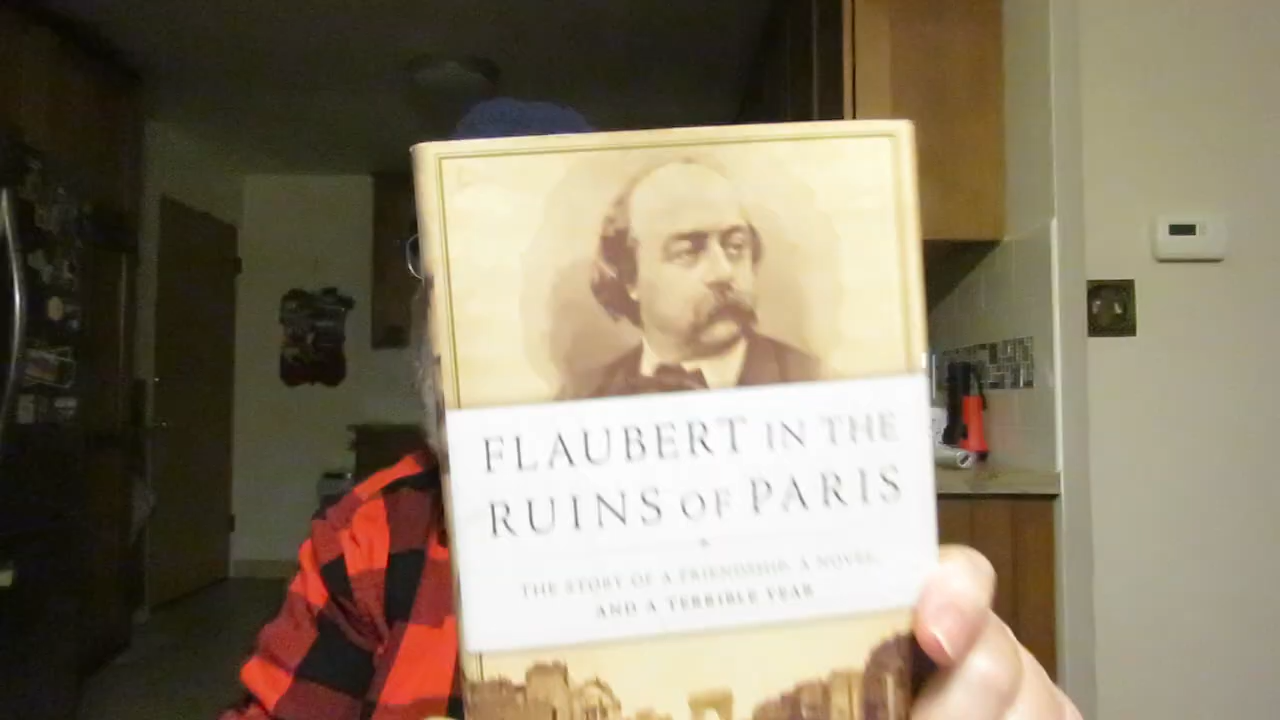 FLAUBERT IN THE
RUINS OF PARIS
THE STORY OF A FRIENDSHIP, A NOVEL,
AND A TERRIBLE YEAR